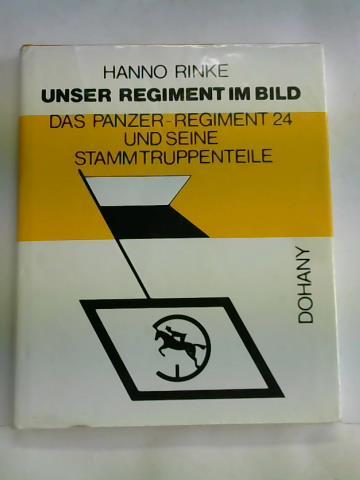 HANNO RINKE
UNSER REGIMENT IM BILD
DAS PANZER-REGIMENT 24
UND SEINE
STAMMTRUPPENTEILE
DOHANY